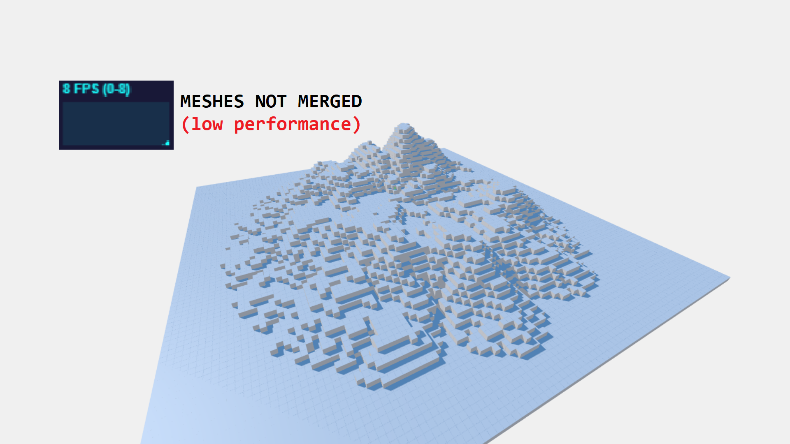 8 FPS (0-8)
MESHES NOT MERGED
(low performance)